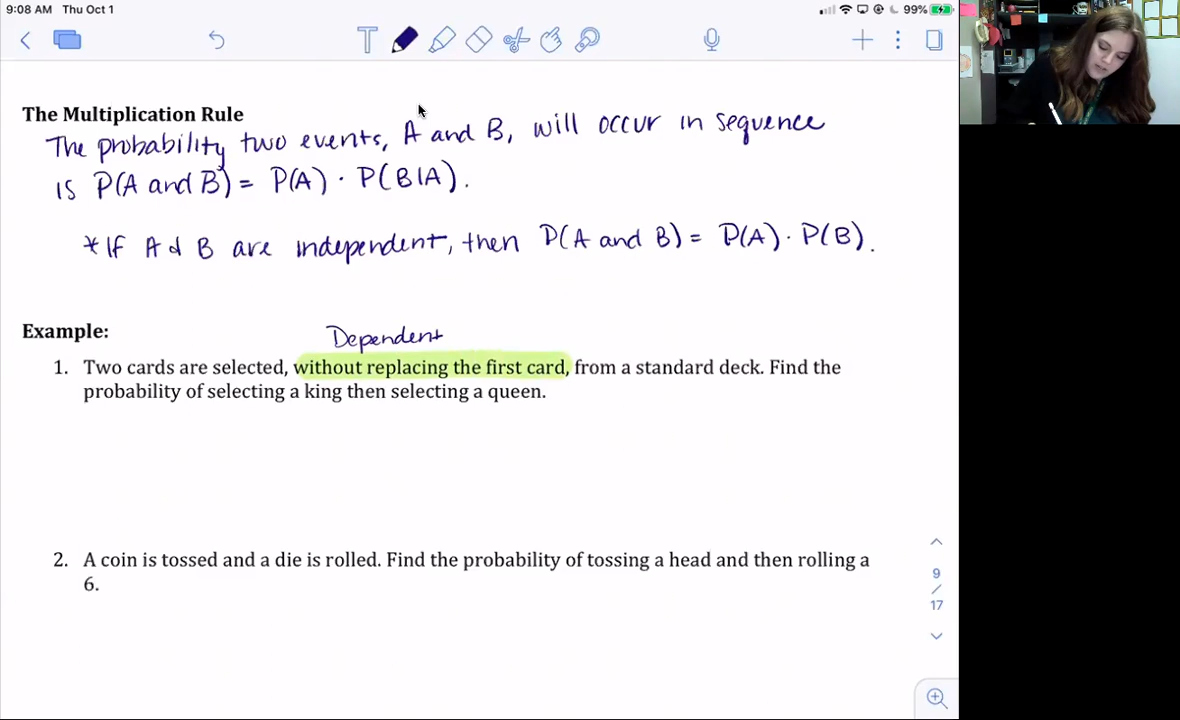 9:08 AM Thu Oct 1
99%
T
The Multiplication Rule
The probability two events, A and B, will occur in sequence
is P(A and B) = P(A) · P(B|A).
*If A & B are independent, then P(A and B) = P(A) · P(B).
Example:
Dependent
1. Two cards are selected, without replacing the first card, from a standard deck. Find the
probability of selecting a king then selecting a queen.
2. A coin is tossed and a die is rolled. Find the probability of tossing a head and then rolling a
6.
9
/
17